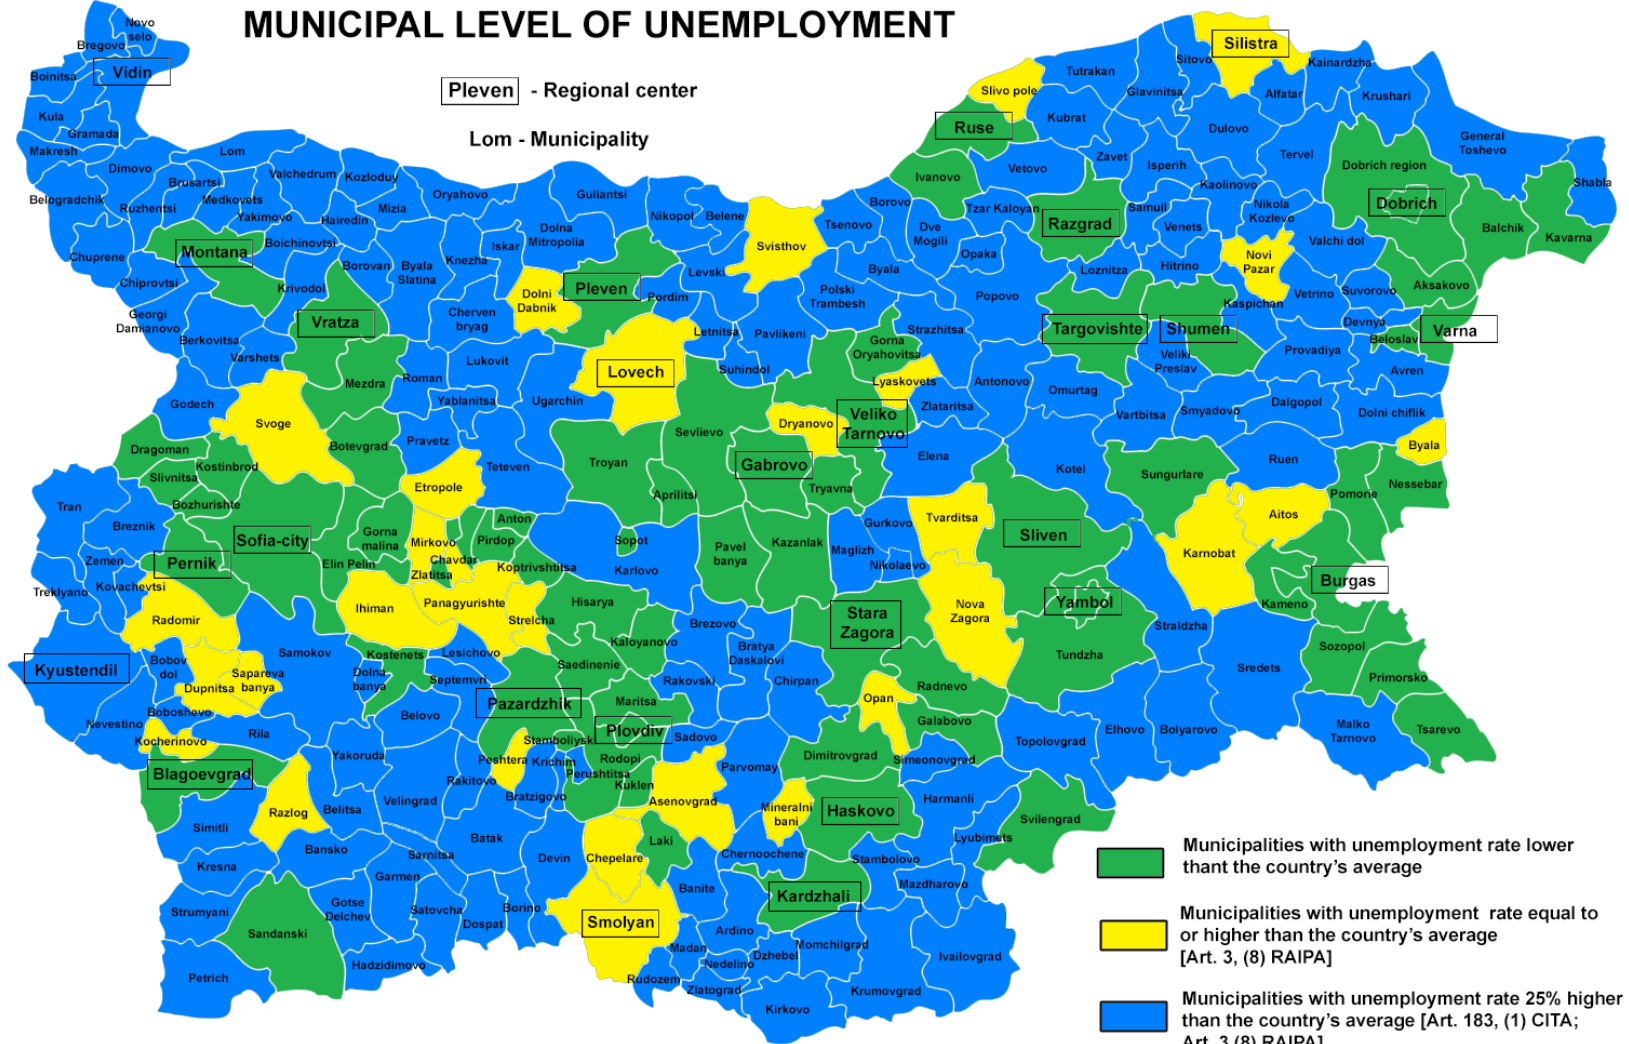 MUNICIPAL LEVEL OF UNEMPLOYMENT
Pleven - Regional center
Lom - Municipality
Novo
selo
Bregovo
Vidin
Boinitsa
Kula
Gramada
Makresh
Dimovo
Belogradchik
Ruzhentsi
Chuprene
Lom
Brusartsi
Medkovets
Valchedrum
Yakimovo
Kozloduy
Hairedin
Mizia
Oryahovo
Montana
Boichinovtsi
Chiprovtsi
Georgi
Damianovo
Berkovitsa
Varshets
Krivodol
Borovan
Byala
Slatina
Knezha
Iskar
Dolna
Mitropolia
Guliantsi
Nikopol
Belene
Svisthov
Levski
Pordim
Pleven
Dolni
Dabnik
Cherven
bryag
Vratza
Mezdra
Roman
Lukovit
Yablanitsa
Ugarchin
Lovech
Letnitsa
Pavlikeni
Suhindol
Polski
Trambesh
Byala
Tsenovo
Borovo
Dve
Mogili
Ivanovo
Ruse
Slivo pole
Tutrakan
Kubrat
Vetovo
Zavet
Isperih
Tzar Kaloyan
Razgrad
Samuil
Opaka
Popovo
Loznitza
Hitrino
Venets
Kaolinovo
Nikola
Kozlevo
Glavinitsa
Sitovo
Silistra
Dulovo
Alfatar
Kainardzha
Krushari
Tervel
General
Toshevo
Dobrich region
Dobrich
Shabla
Balchik
Kavarna
Valchi dol
Novi
Pazar
Kaspichan
Vetrino
Suvorovo
Aksakovo
Devnya
Beloslav
Varna
Provadiya
Avren
Dalgopol
Dolni chiflik
Byala
Targovishte
Shumen
Veliki
Preslav
Omurtag
Vartbitsa
Smyadovo
Antonovo
Strazhitsa
Gorna
Oryahovitsa
Lyaskovets
Zlataritsa
Veliko
Tarnovo
Elena
Dryanovo
Gabrovo
Tryavna
Sevlievo
Aprilitsi
Troyan
Teteven
Pravetz
Botevgrad
Etropole
Svoge
Godech
Dragoman
Kostinbrod
Slivnitsa
Bozhurishte
Tran
Breznik
Zemen
Kovachevtsi
Treklyano
Pernik
Sofia-city
Radomir
Elin Pelin
Gorna
malina
Mirkovo
Chavdar
Zlatitsa
Pirdop
Anton
Koptrivshtitsa
Sopot
Karlovo
Hisarya
Pavel
banya
Kazanlak
Maglizh
Gurkovo
Nikolaevo
Tvarditsa
Sliven
Kotel
Sungurlare
Ruen
Pomorie
Nessebar
Aitos
Karnobat
Burgas
Kameno
Yambol
Tundzha
Straldzha
Sredets
Sozopol
Primorsko
Tsarevo
Malko
Tarnovo
Bolyarovo
Elhovo
Topolovgrad
Nova
Zagora
Stara
Zagora
Radnevo
Opan
Galabovo
Simeonovgrad
Dimitrovgrad
Haskovo
Harmanli
Svilengrad
Lyubimets
Stambolovo
Mazdharovo
Ivailovgrad
Krumovgrad
Momchilgrad
Kardzhali
Chernoochene
Mineralni
bani
Parvomay
Sadovo
Asenovgrad
Chirpan
Bratya
Daskalovi
Brezovo
Rakovski
Kaloyanovo
Saedinenie
Maritsa
Plovdiv
Rodopi
Kuklen
Perushtitsa
Stamboliyski
Krichim
Peshtera
Bratzigovo
Pazardzhik
Septemvri
Lesichovo
Panagyurishte
Strelcha
Ihiman
Kostenets
Dolna
banya
Samokov
Belovo
Rakitovo
Velingrad
Batak
Sarnitsa
Yakoruda
Belitsa
Razlog
Bansko
Rila
Kocherinovo
Boboshevo
Dupnitsa
Sapareva
banya
Bobov
dol
Kyustendil
Nevestino
Blagoevgrad
Simitli
Kresna
Strumyani
Sandanski
Petrich
Gotse
Delchev
Garmen
Hadzidimovo
Satovcha
Dospat
Borino
Devin
Chepelare
Laki
Smolyan
Banite
Madan
Rudozem
Nedelino
Zlatograd
Ardino
Dzhebel
Kirkovo
Municipalities with unemployment rate lower
thant the country's average
Municipalities with unemployment rate equal to
or higher than the country's average
[Art. 3, (8) RAIPA]
Municipalities with unemployment rate 25% higher
than the country's average [Art. 183, (1) CITA;
Art. 3 (8) RAIPA]